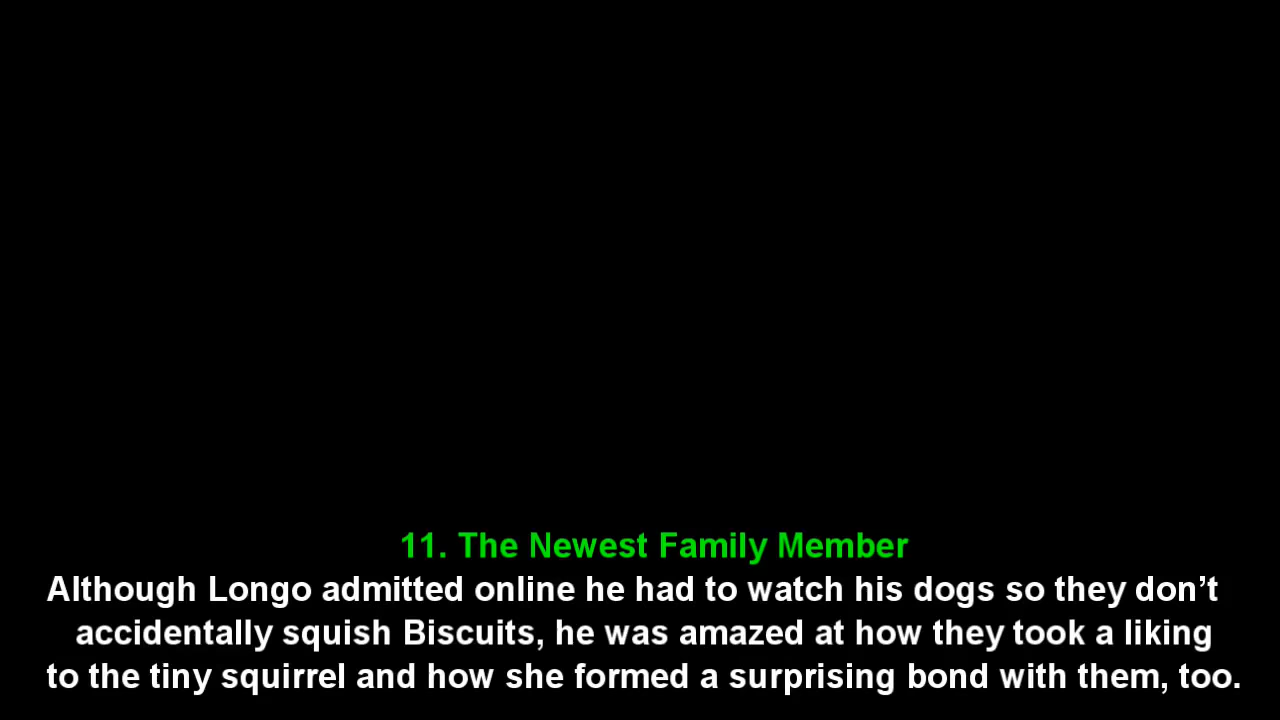 11. The Newest Family Member
Although Longo admitted online he had to watch his dogs so they don’t
accidentally squish Biscuits, he was amazed at how they took a liking
to the tiny squirrel and how she formed a surprising bond with them, too.